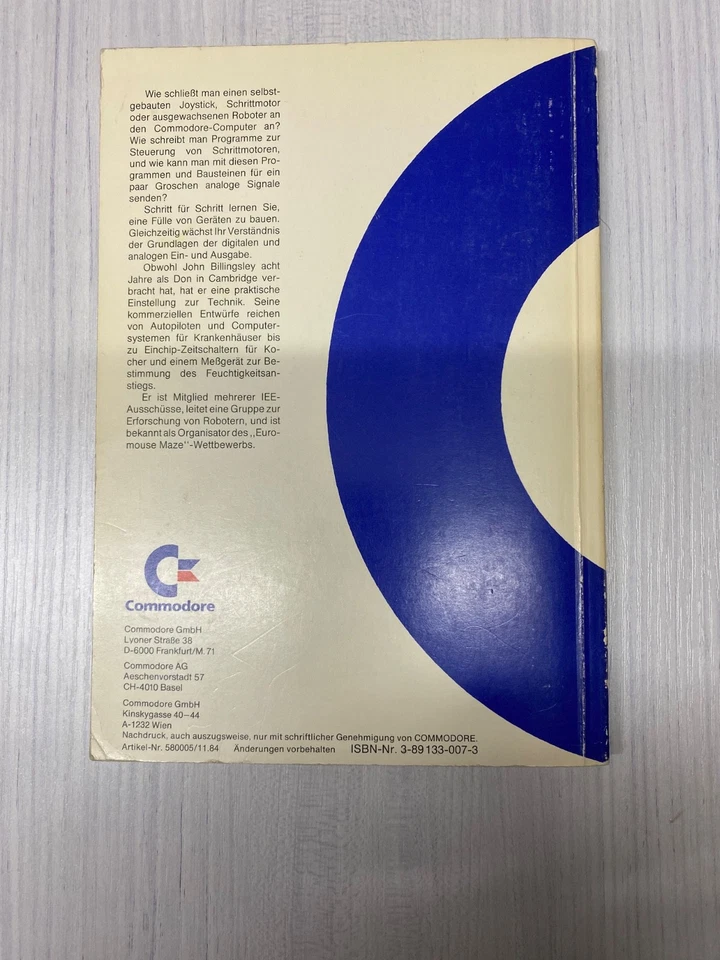 Wie schließt man einen selbst-
gebauten Joystick, Schrittmotor
oder ausgewachsenen Roboter an
den Commodore-Computer an?
Wie schreibt man Programme zur
Steuerung von Schrittmotoren,
und wie kann man mit diesen Pro-
grammen und Bausteinen für ein
paar Groschen analoge Signale
senden?
Schritt für Schritt lernen Sie,
eine Fülle von Geräten zu bauen.
Gleichzeitig wächst Ihr Verständnis
der Grundlagen der digitalen und
analogen Ein- und Ausgabe.
Obwohl John Billingsley acht
Jahre als Don in Cambridge ver-
bracht hat, hat er eine praktische
Einstellung zur Technik. Seine
kommerziellen Entwürfe reichen
von Autopiloten und Computer-
systemen für Krankenhäuser bis
zu Einchip-Zeitschaltern für Ko-
cher und einem Meßgerät zur Be-
stimmung des Feuchtigkeitsan-
stiegs.
Er ist Mitglied mehrerer IEE-
Ausschüsse, leitet eine Gruppe zur
Erforschung von Robotern, und ist
bekannt als Organisator des ,,Euro-
mouse Maze''-Wettbewerbs.
Commodore
Commodore GmbH
Lyoner Straße 38
D-6000 Frankfurt/M. 71
Commodore AG
Aeschenvorstadt 57
CH-4010 Basel
Commodore GmbH
Kinskygasse 40–44
A-1232 Wien
Nachdruck, auch auszugsweise, nur mit schriftlicher Genehmigung von COMMODORE.
Artikel-Nr. 580005/11.84 Änderungen vorbehalten ISBN-Nr. 3-89133-007-3